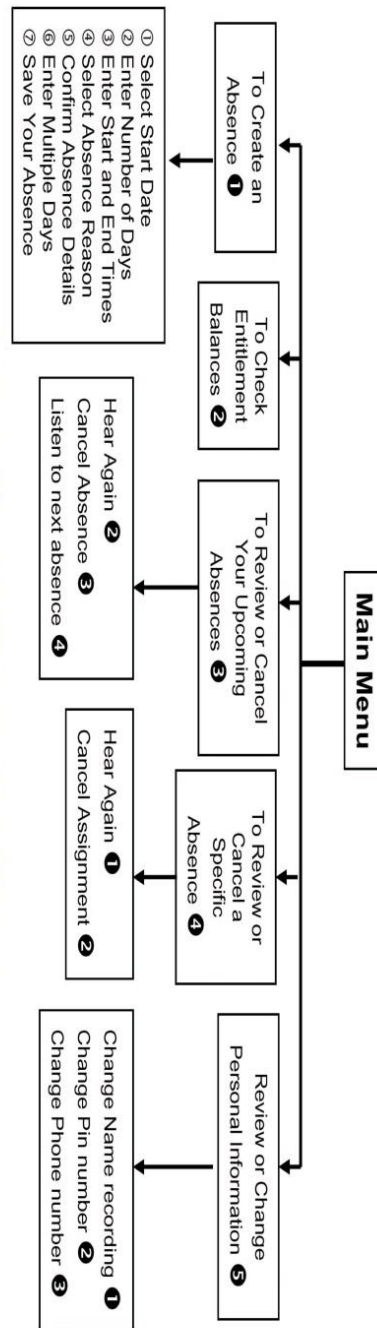 Main Menu
To Create an
Absence ❶
To Check
Entitlement
Balances ❷
To Review or Cancel
Your Upcoming
Absences ❸
To Review or
Cancel a
Specific
Absence ❹
Review or Change
Personal Information ❺
① Select Start Date
② Enter Number of Days
③ Enter Start and End Times
④ Select Absence Reason
⑤ Confirm Absence Details
⑥ Enter Multiple Days
⑦ Save Your Absence
Hear Again ❷
Cancel Absence ❸
Listen to next absence ❹
Hear Again ❶
Cancel Assignment ❷
Change Name recording ❶
Change Pin number ❷
Change Phone number ❸